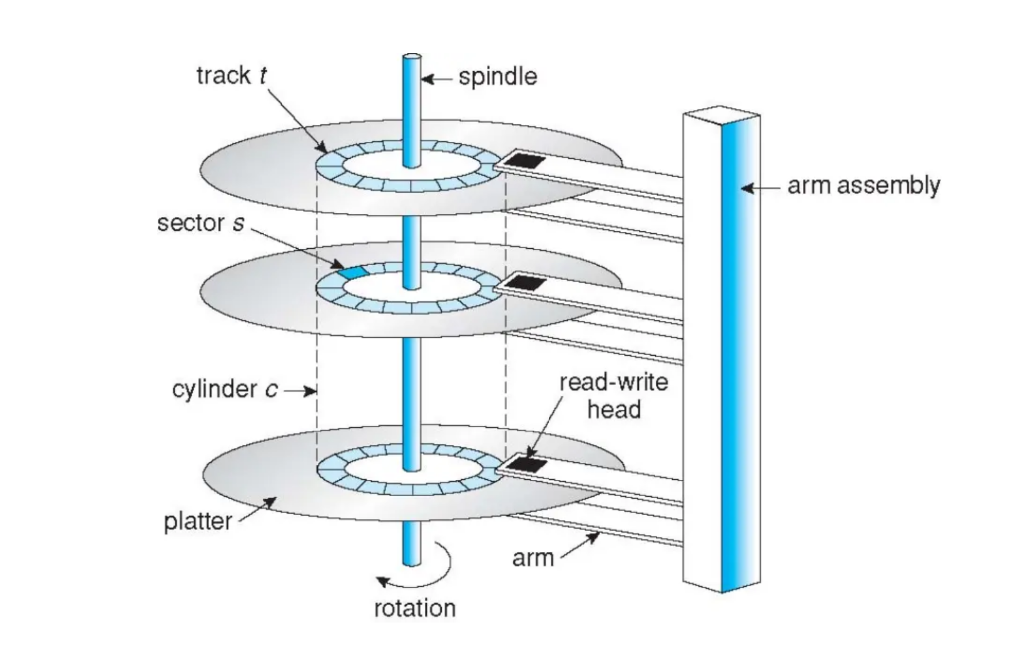 track t
spindle
arm assembly
sector s
cylinder c
read-write
head
platter
arm
rotation